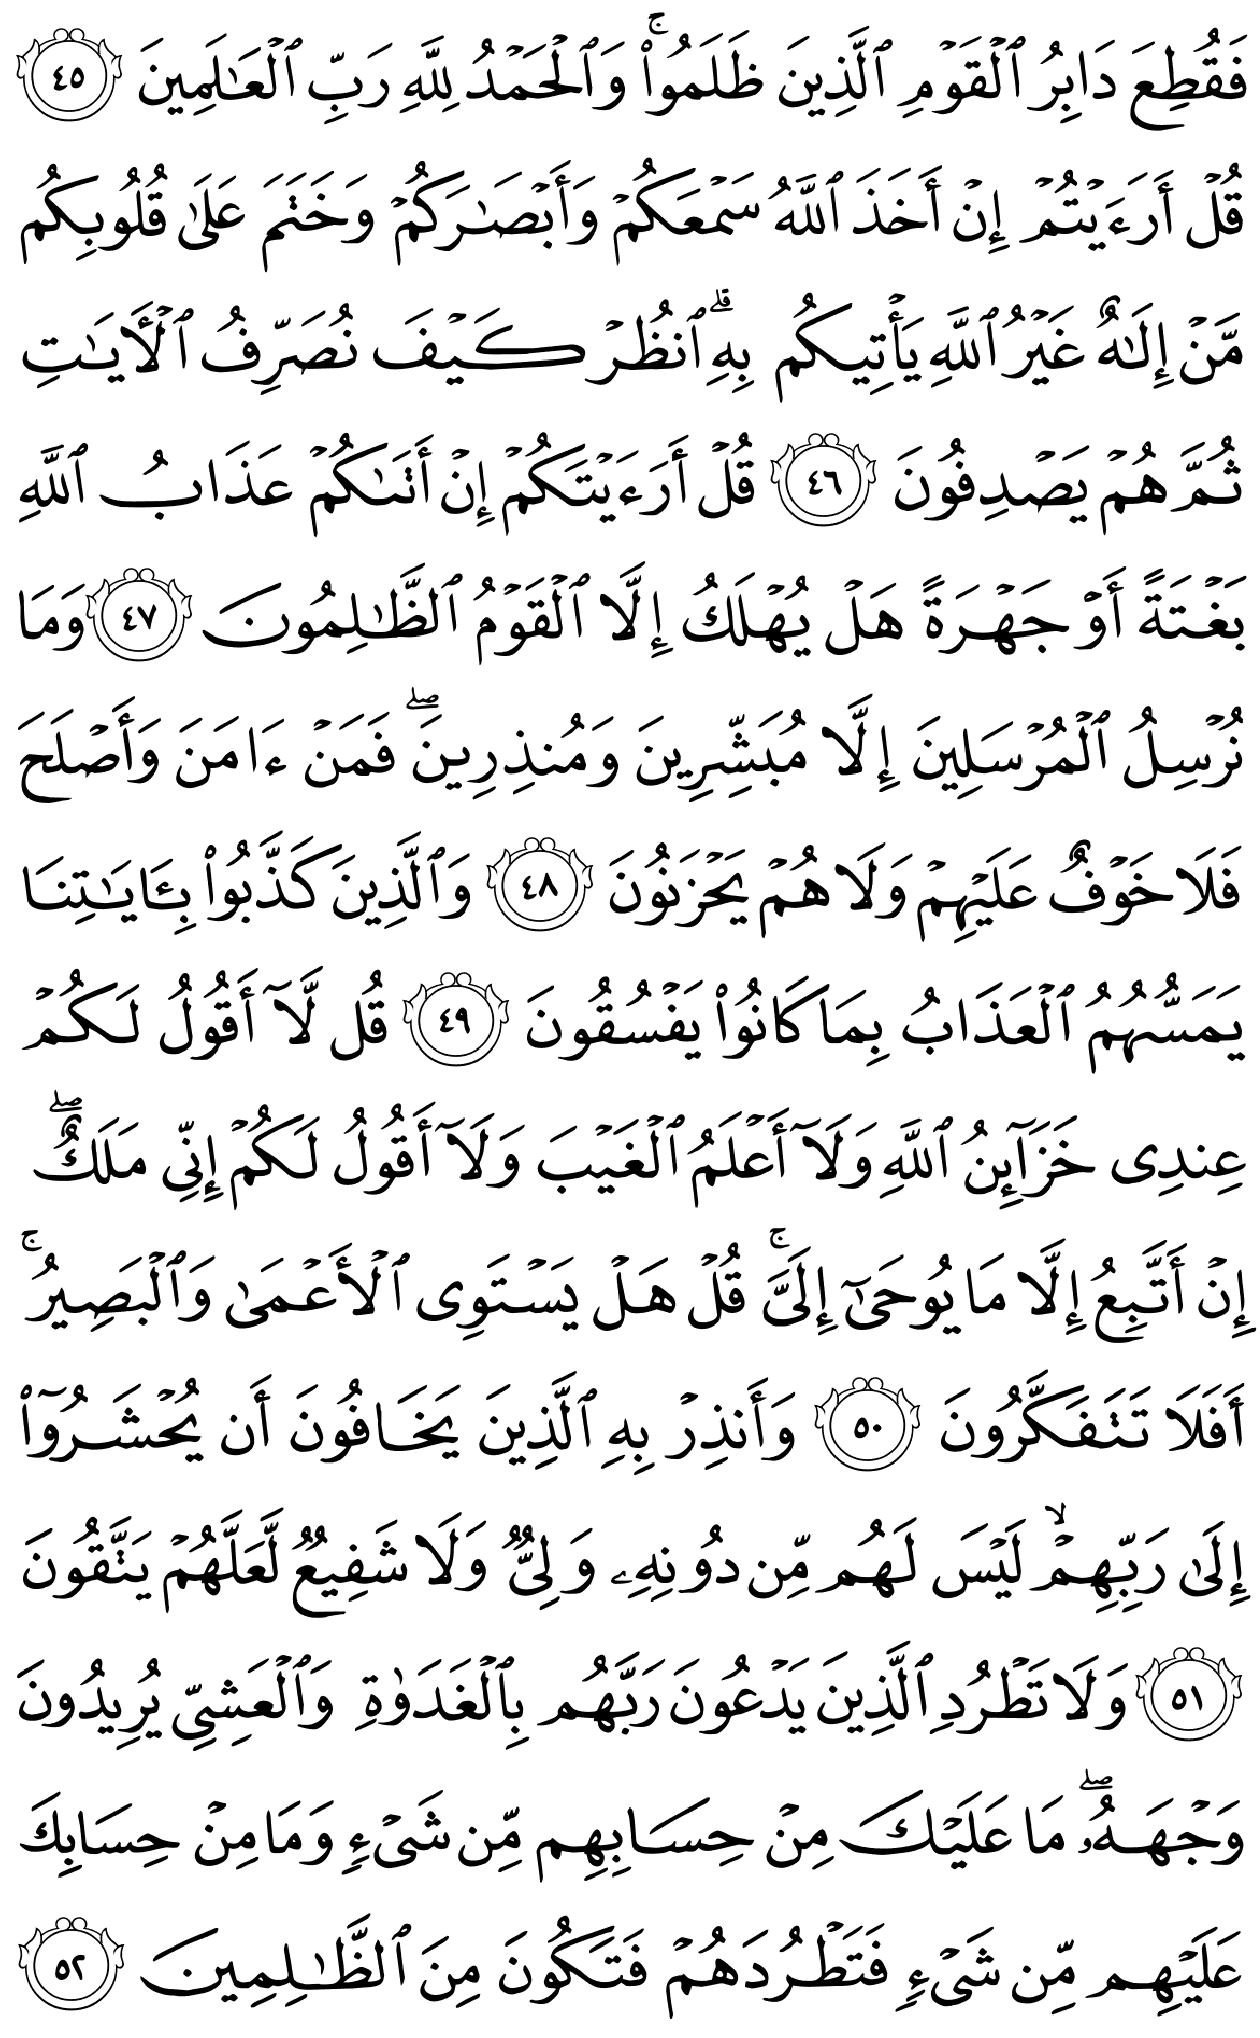 فَقُطِعَ دَابِرُ ٱلْقَوْمِ ٱلَّذِينَ ظَلَمُوا۟ ۚ وَٱلْحَمْدُ لِلَّهِ رَبِّ ٱلْعَـٰلَمِينَ ٤٥
قُلْ أَرَءَيْتُمْ إِنْ أَخَذَ ٱللَّهُ سَمْعَكُمْ وَأَبْصَـٰرَكُمْ وَخَتَمَ عَلَىٰ قُلُوبِكُم
مَّنْ إِلَـٰهٌ غَيْرُ ٱللَّهِ يَأْتِيكُم بِهِ ۗ ٱنظُرْ كَيْفَ نُصَرِّفُ ٱلْـَٔايَـٰتِ
ثُمَّ هُمْ يَصْدِفُونَ ٤٦ قُلْ أَرَءَيْتَكُمْ إِنْ أَتَىٰكُمْ عَذَابُ ٱللَّهِ
بَغْتَةً أَوْ جَهْرَةً هَلْ يُهْلَكُ إِلَّا ٱلْقَوْمُ ٱلظَّـٰلِمُونَ ٤٧ وَمَا
نُرْسِلُ ٱلْمُرْسَلِينَ إِلَّا مُبَشِّرِينَ وَمُنذِرِينَ ۖ فَمَنْ ءَامَنَ وَأَصْلَحَ
فَلَا خَوْفٌ عَلَيْهِمْ وَلَا هُمْ يَحْزَنُونَ ٤٨ وَٱلَّذِينَ كَذَّبُوا۟ بِـَٔايَـٰتِنَا
يَمَسُّهُمُ ٱلْعَذَابُ بِمَا كَانُوا۟ يَفْسُقُونَ ٤٩ قُل لَّآ أَقُولُ لَكُمْ
عِندِى خَزَآئِنُ ٱللَّهِ وَلَآ أَعْلَمُ ٱلْغَيْبَ وَلَآ أَقُولُ لَكُمْ إِنِّى مَلَكٌ ۖ
إِنْ أَتَّبِعُ إِلَّا مَا يُوحَىٰٓ إِلَىَّ ۚ قُلْ هَلْ يَسْتَوِى ٱلْأَعْمَىٰ وَٱلْبَصِيرُ ۚ
أَفَلَا تَتَفَكَّرُونَ ٥٠ وَأَنذِرْ بِهِ ٱلَّذِينَ يَخَافُونَ أَن يُحْشَرُوٓا۟
إِلَىٰ رَبِّهِمْ ۙ لَيْسَ لَهُم مِّن دُونِهِۦ وَلِىٌّ وَلَا شَفِيعٌ لَّعَلَّهُمْ يَتَّقُونَ
٥١ وَلَا تَطْرُدِ ٱلَّذِينَ يَدْعُونَ رَبَّهُم بِٱلْغَدَوٰةِ وَٱلْعَشِىِّ يُرِيدُونَ
وَجْهَهُۥ ۖ مَا عَلَيْكَ مِنْ حِسَابِهِم مِّن شَىْءٍ وَمَا مِنْ حِسَابِكَ
عَلَيْهِم مِّن شَىْءٍ فَتَطْرُدَهُمْ فَتَكُونَ مِنَ ٱلظَّـٰلِمِينَ ٥٢